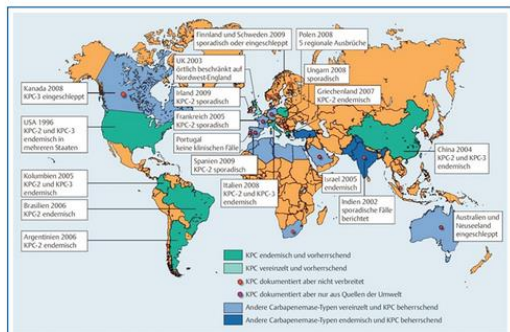 Finnland und Schweden 2009
sporadisch oder eingeschleppt
Polen 2008
5 regionale Ausbrüche
UK 2003
örtlich beschränkt auf
Nordwest-England
Ungarn 2008
sporadisch
Kanada 2008
KPC-3 eingeschleppt
Irland 2009
KPC-2 sporadisch
Griechenland 2007
KPC-2 endemisch
USA 1996
KPC-2 und KPC-3
endemisch in
mehreren Staaten
Frankreich 2005
KPC-2 sporadisch
Portugal
keine klinischen Fälle
China 2004
KPC-2 und KPC-3
endemisch
Spanien 2009
KPC-2 sporadisch
Kolumbien 2005
KPC-2 und KPC-3
endemisch
Italien 2008
KPC-2 und KPC-3
endemisch
Israel 2005
endemisch
Indien 2002
sporadische Fälle
berichtet
Brasilien 2006
KPC-2 endemisch
Australien und
Neuseeland
eingeschleppt
Argentinien 2006
KPC-2 endemisch
KPC endemisch und vorherrschend
KPC vereinzelt und vorherrschend
KPC dokumentiert aber nicht verbreitet
KPC dokumentiert aber nur aus Quellen der Umwelt
Andere Carbapenemase-Typen vereinzelt und KPC beherrschend
Andere Carbapenemase-Typen endemisch und KPC beherrschend